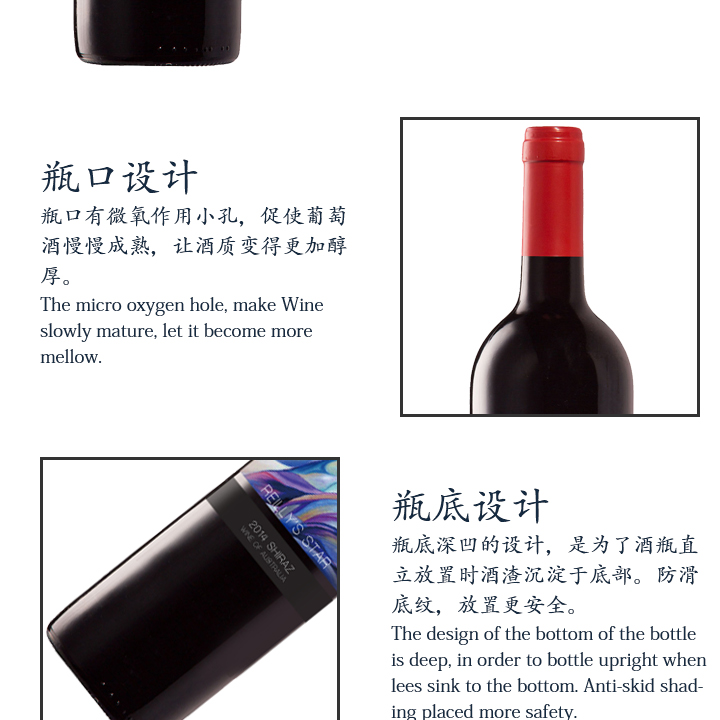 瓶口设计
瓶口有微氧作用小孔，促使葡萄
酒慢慢成熟，让酒质变得更加醇
厚。
The micro oxygen hole, make Wine
slowly mature, let it become more
mellow.
REILLY'S STAR
2014 SHIRAZ
WINE OF AUSTRALIA
瓶底设计
瓶底深凹的设计，是为了酒瓶直
立放置时酒渣沉淀于底部。防滑
底纹，放置更安全。
The design of the bottom of the bottle
is deep, in order to bottle upright when
lees sink to the bottom. Anti-skid shad-
ing placed more safety.